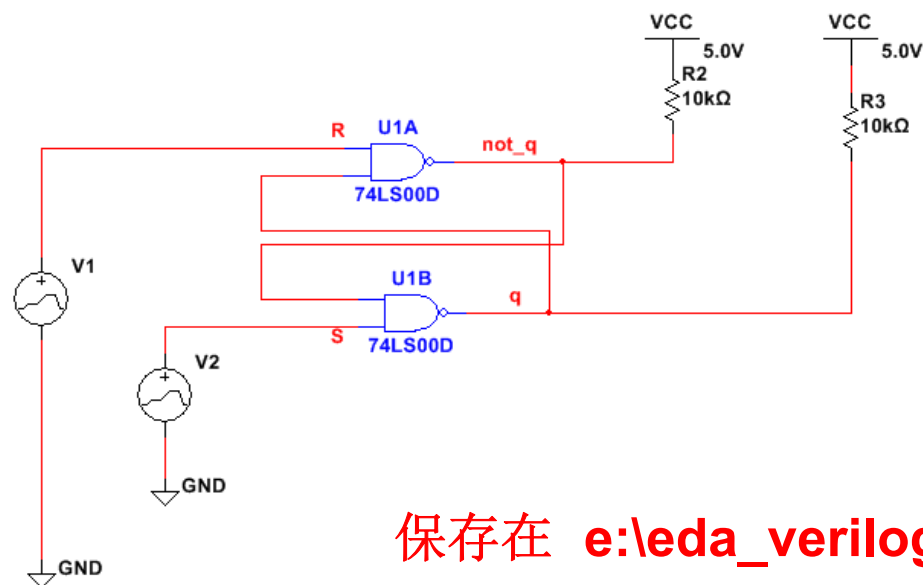 VCC
5.0V
R2
10kΩ
VCC
5.0V
R3
10kΩ
R
U1A
not_q
74LS00D
V1
U1B
q
S
74LS00D
V2
GND
保存在 e:\eda_verilog
GND